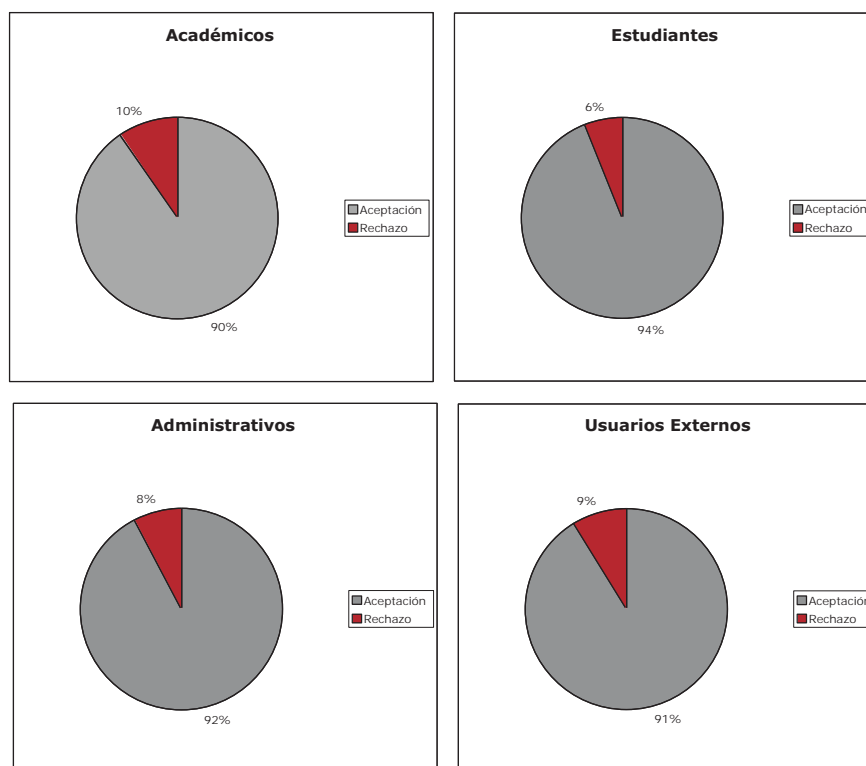 Académicos
10%
Aceptación
Rechazo
90%
Estudiantes
6%
Aceptación
Rechazo
94%
Administrativos
8%
Aceptación
Rechazo
92%
Usuarios Externos
9%
Aceptación
Rechazo
91%